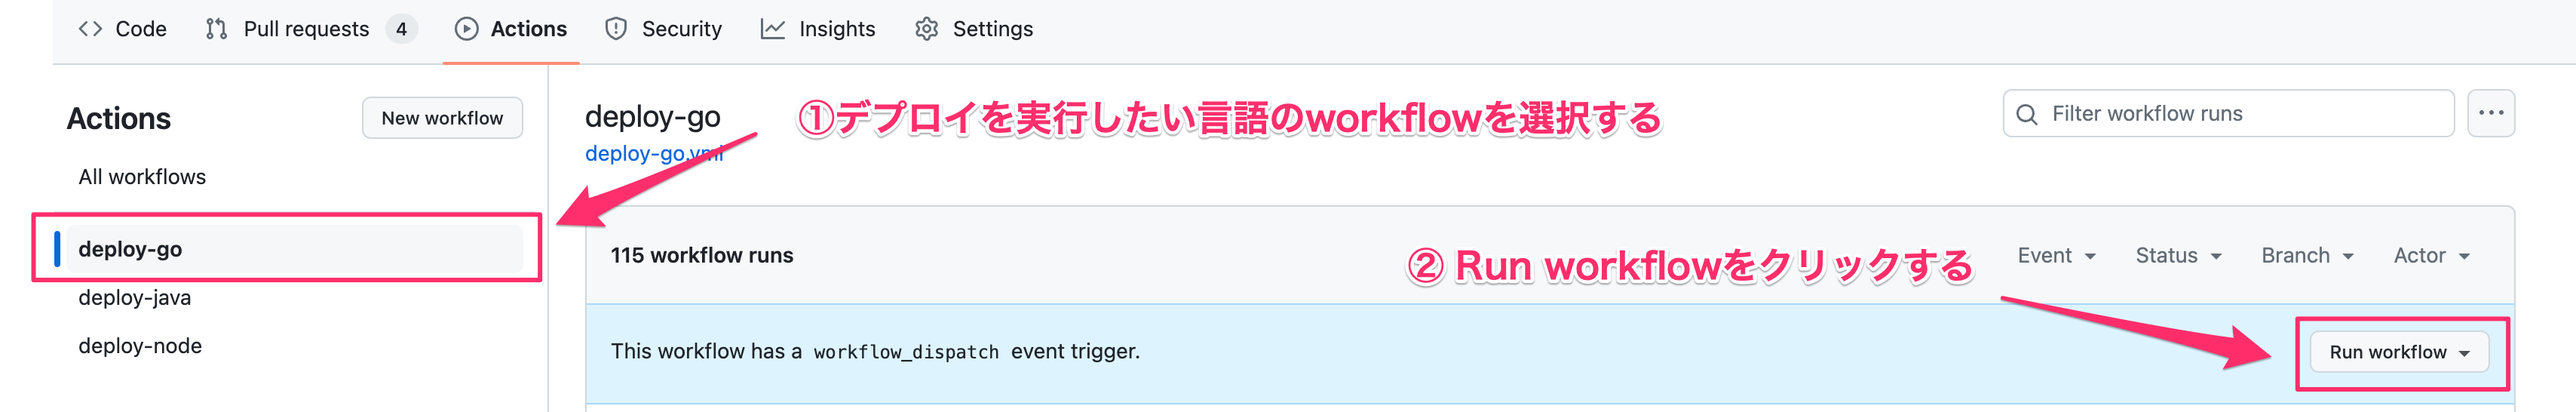 Code Pull requests 4 Actions Security Insights Settings
Actions
New workflow
All workflows
deploy-go
deploy-java
deploy-node
deploy-go
deploy-go.yml
①デプロイを実行したい言語のworkflowを選択する
Filter workflow runs
115 workflow runs
② Run workflowをクリックする
Event Status Branch Actor
This workflow has a workflow_dispatch event trigger.
Run workflow